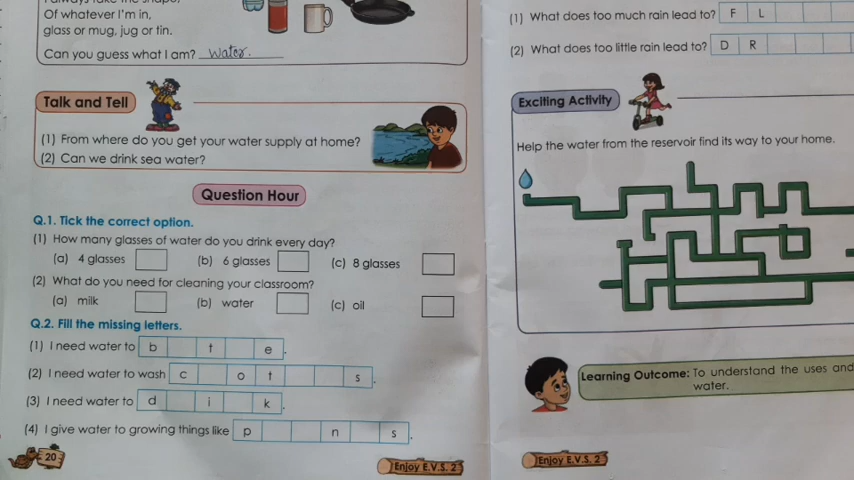 Of whatever I'm in,
glass or mug, jug or tin.
Can you guess what I am? Water.
Talk and Tell
(1) From where do you get your water supply at home?
(2) Can we drink sea water?
Question Hour
Q.1. Tick the correct option.
(1) How many glasses of water do you drink every day?
(a) 4 glasses (b) 6 glasses (c) 8 glasses
(2) What do you need for cleaning your classroom?
(a) milk (b) water (c) oil
Q.2. Fill the missing letters.
(1) I need water to b t e.
(2) I need water to wash c o t s.
(3) I need water to d i k.
(4) I give water to growing things like p n s.
20
Enjoy E.V.S. 2
(1) What does too much rain lead to? F L
(2) What does too little rain lead to? D R
Exciting Activity
Help the water from the reservoir find its way to your home.
Learning Outcome: To understand the uses and
water.
Enjoy E.V.S. 2